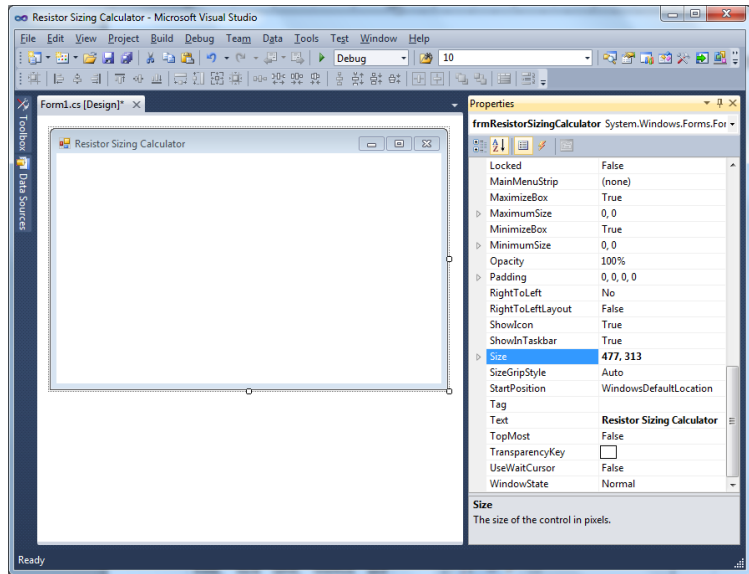 Resistor Sizing Calculator - Microsoft Visual Studio
File Edit View Project Build Debug Team Data Tools Test Window Help
Debug 10
Toolbox
Data Sources
Form1.cs [Design]*
Resistor Sizing Calculator
Properties
frmResistorSizingCalculator System.Windows.Forms.For
Locked False
MainMenuStrip (none)
MaximizeBox True
MaximumSize 0, 0
MinimizeBox True
MinimumSize 0, 0
Opacity 100%
Padding 0, 0, 0, 0
RightToLeft No
RightToLeftLayout False
ShowIcon True
ShowInTaskbar True
Size 477, 313
SizeGripStyle Auto
StartPosition WindowsDefaultLocation
Tag
Text Resistor Sizing Calculator
TopMost False
TransparencyKey
UseWaitCursor False
WindowState Normal
Size
The size of the control in pixels.
Ready